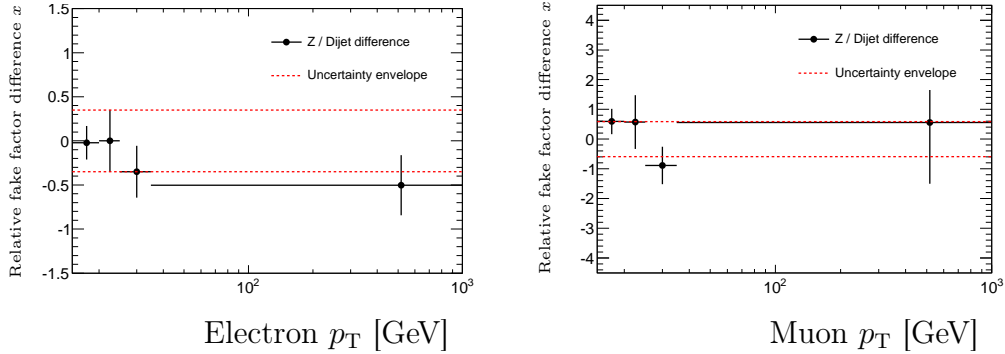 Relative fake factor difference x
1.5
1
0.5
0
-0.5
-1
-1.5
Z / Dijet difference
Uncertainty envelope
10²
10³
Electron pT [GeV]
Relative fake factor difference x
4
3
2
1
0
-1
-2
-3
-4
Z / Dijet difference
Uncertainty envelope
10²
10³
Muon pT [GeV]